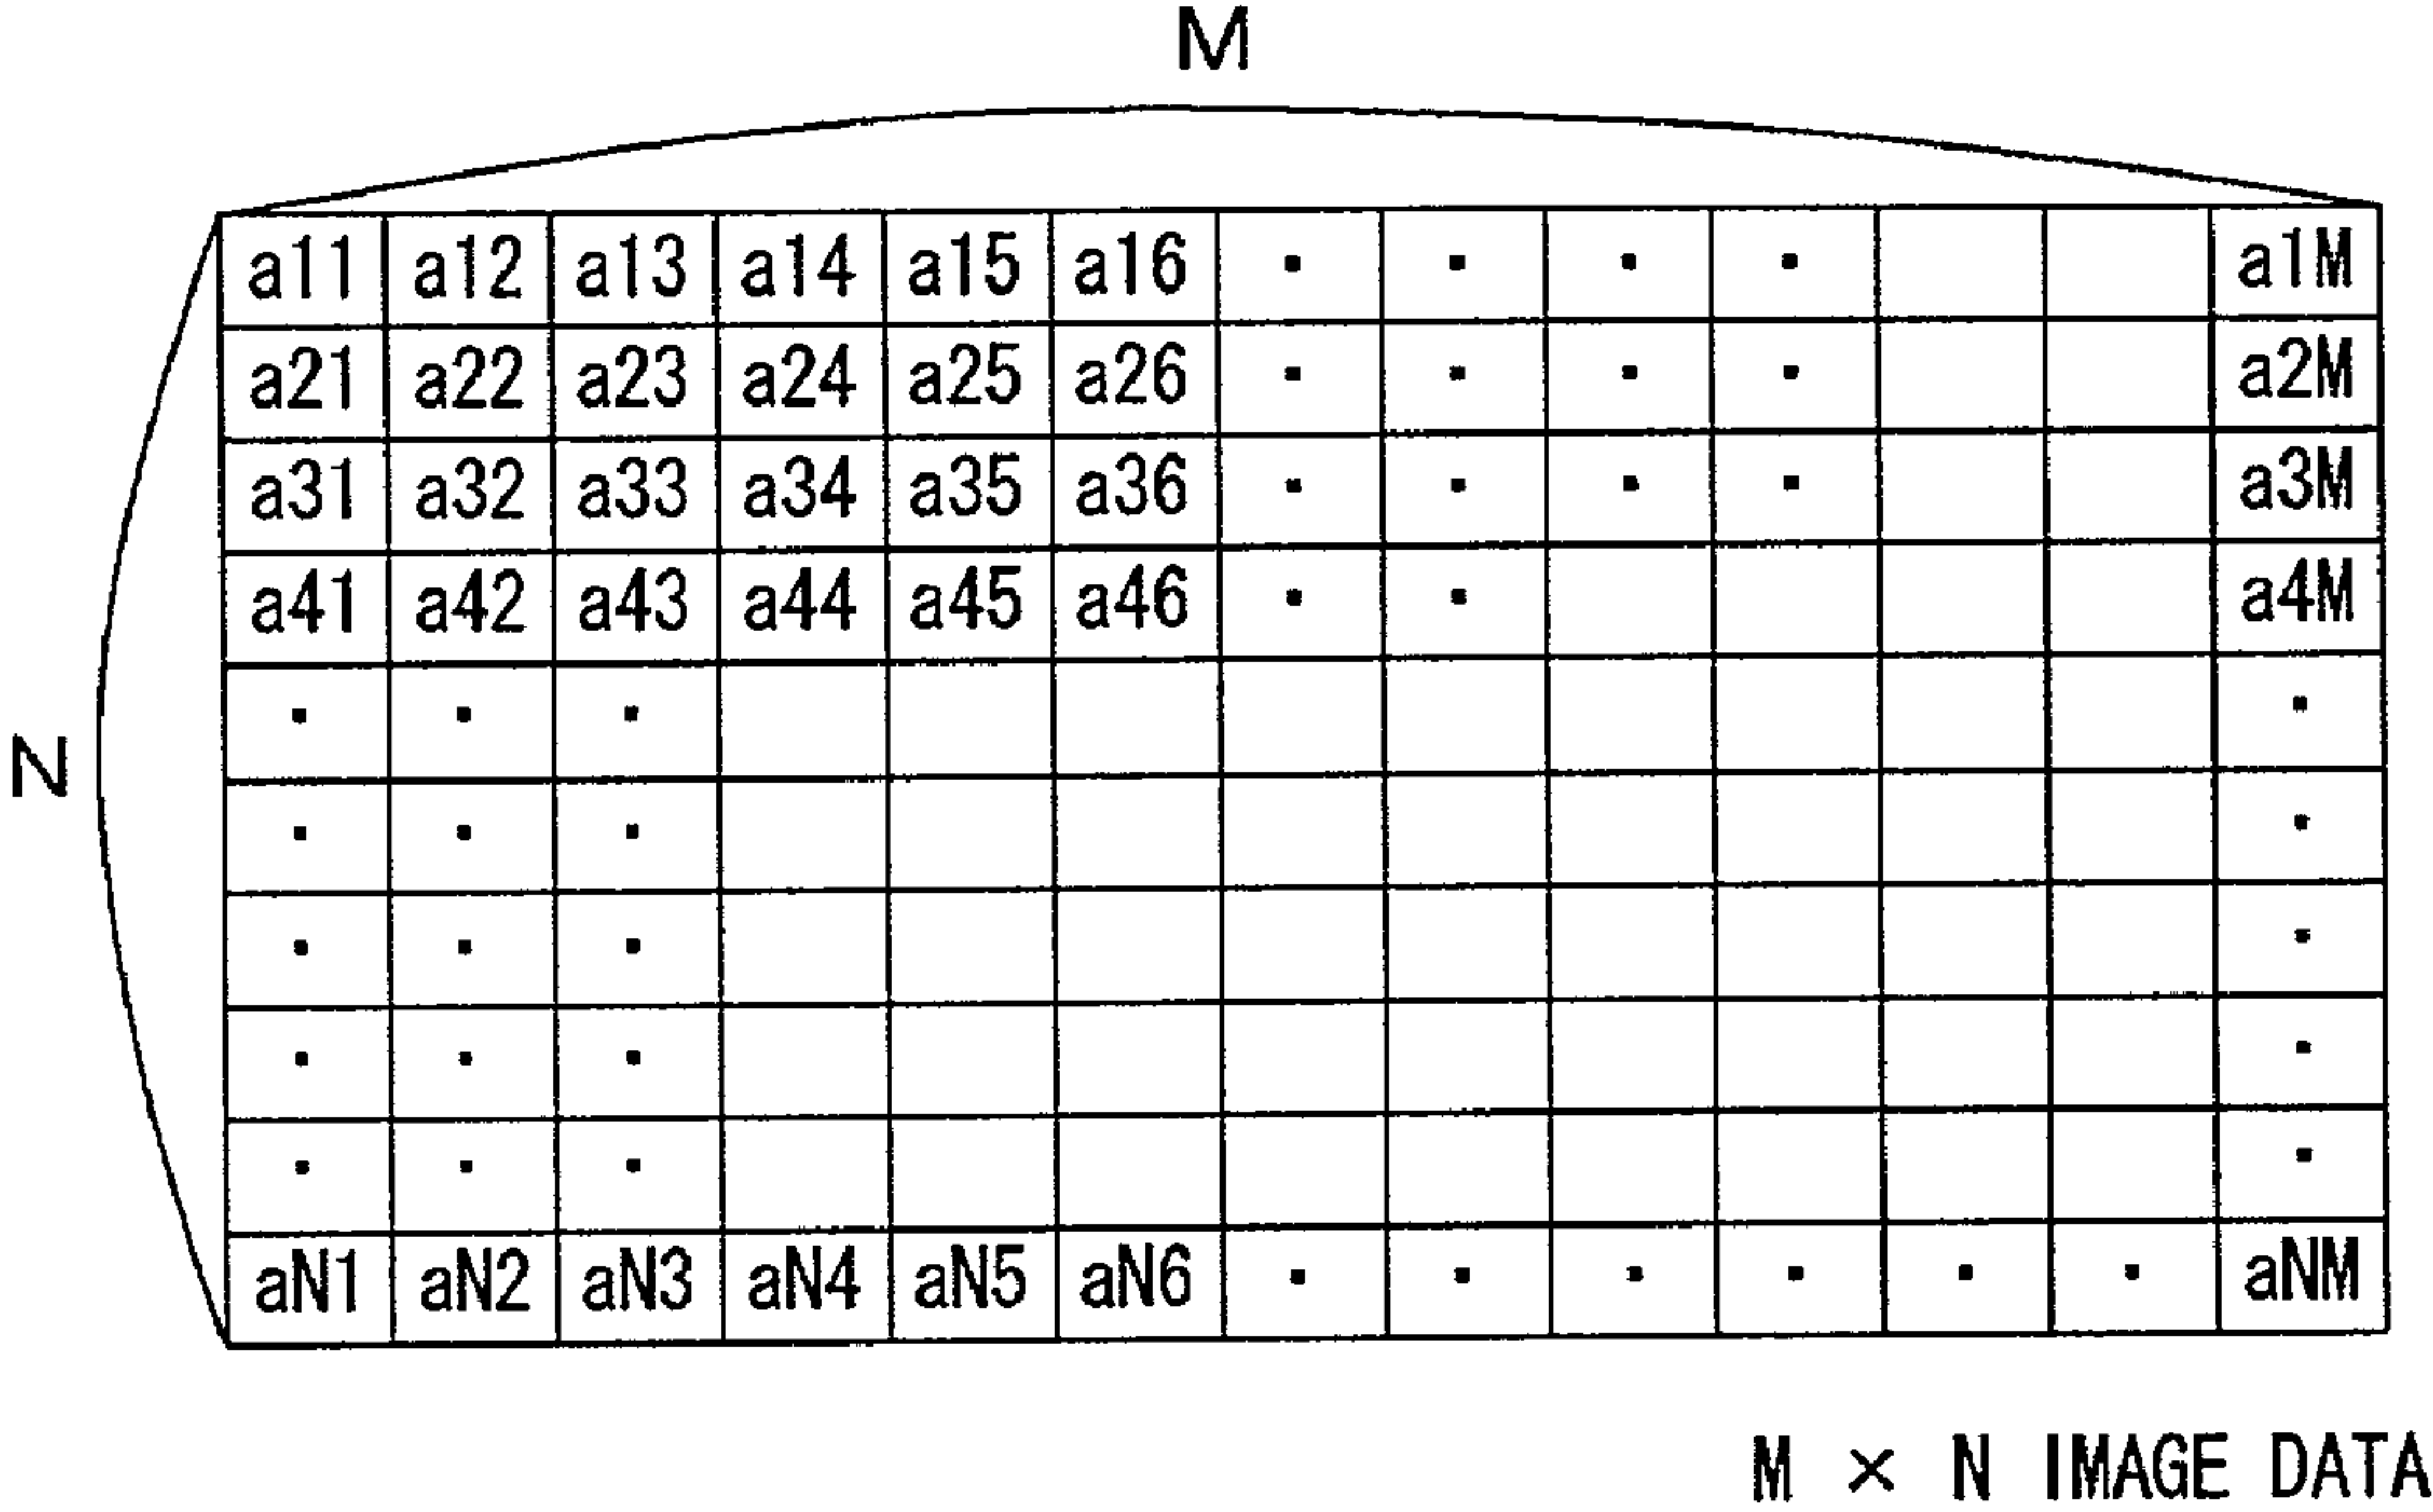 M
a11 a12 a13 a14 a15 a16 . . . . a1M
a21 a22 a23 a24 a25 a26 . . . . a2M
a31 a32 a33 a34 a35 a36 . . . . a3M
a41 a42 a43 a44 a45 a46 . . a4M
. . . .
N
. . . .
. . . .
. . . .
. . . .
aN1 aN2 aN3 aN4 aN5 aN6 . . . . . . aNM
M × N IMAGE DATA